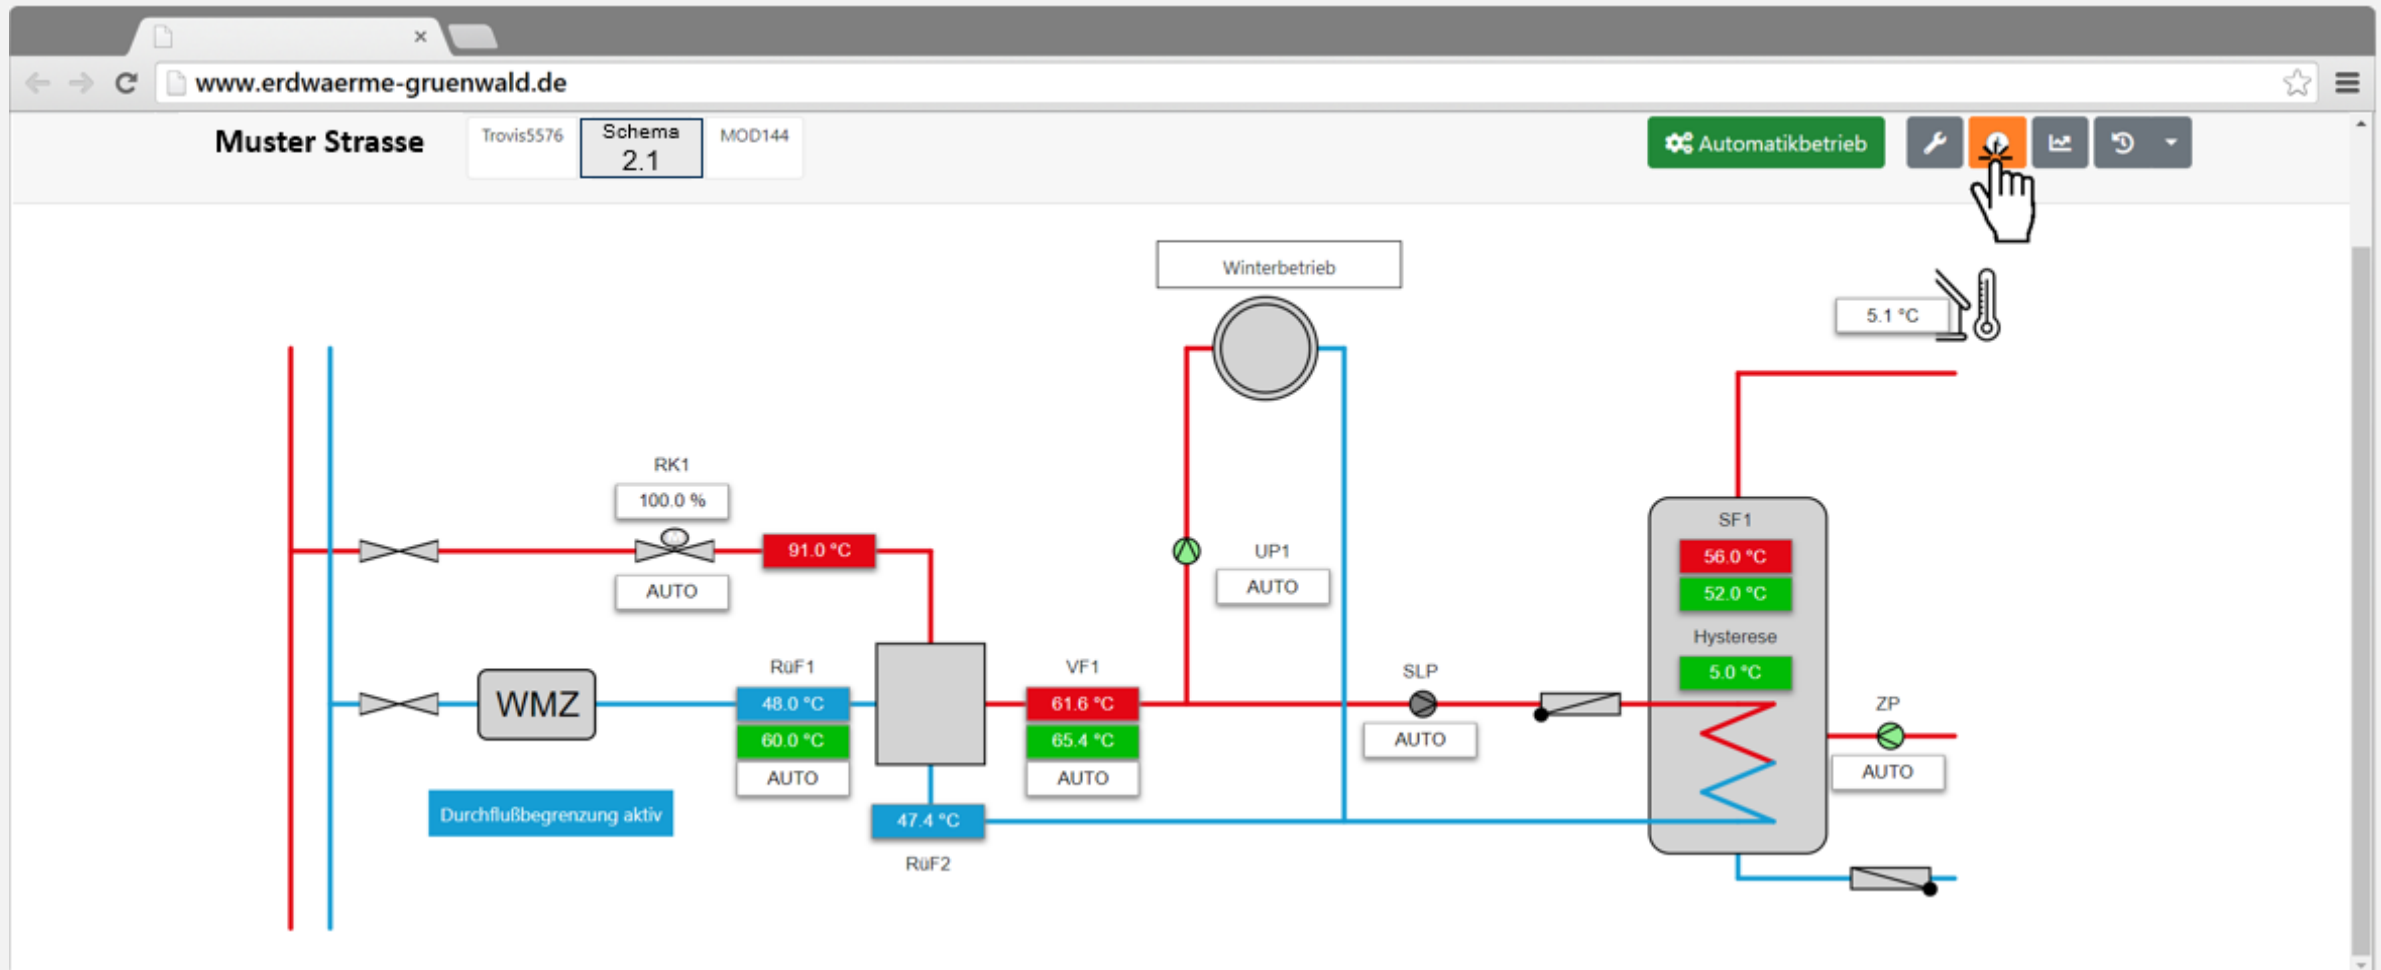 www.erdwaerme-gruenwald.de
Muster Strasse
Trovis5576
Schema
2.1
MOD144
Automatikbetrieb
Winterbetrieb
5.1 °C
RK1
100.0 %
91.0 °C
AUTO
UP1
AUTO
SF1
56.0 °C
52.0 °C
Hysterese
5.0 °C
WMZ
RüF1
48.0 °C
60.0 °C
AUTO
VF1
61.6 °C
65.4 °C
AUTO
SLP
AUTO
ZP
AUTO
Durchflußbegrenzung aktiv
47.4 °C
RüF2